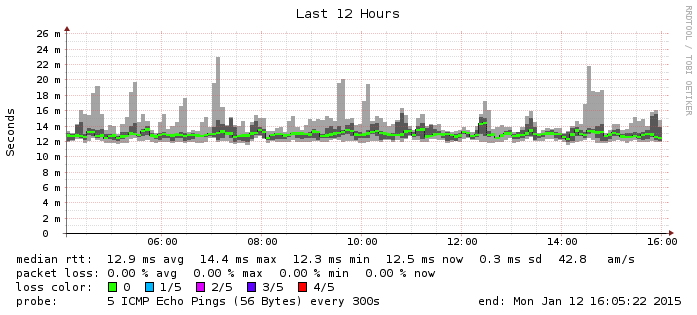 Last 12 Hours
RRDTOOL / TOBI OETIKER
Seconds
26 m
24 m
22 m
20 m
18 m
16 m
14 m
12 m
10 m
8 m
6 m
4 m
2 m
0
06:00 08:00 10:00 12:00 14:00 16:00
median rtt: 12.9 ms avg 14.4 ms max 12.3 ms min 12.5 ms now 0.3 ms sd 42.8 am/s
packet loss: 0.00 % avg 0.00 % max 0.00 % min 0.00 % now
loss color: 0 1/5 2/5 3/5 4/5
probe: 5 ICMP Echo Pings (56 Bytes) every 300s end: Mon Jan 12 16:05:22 2015